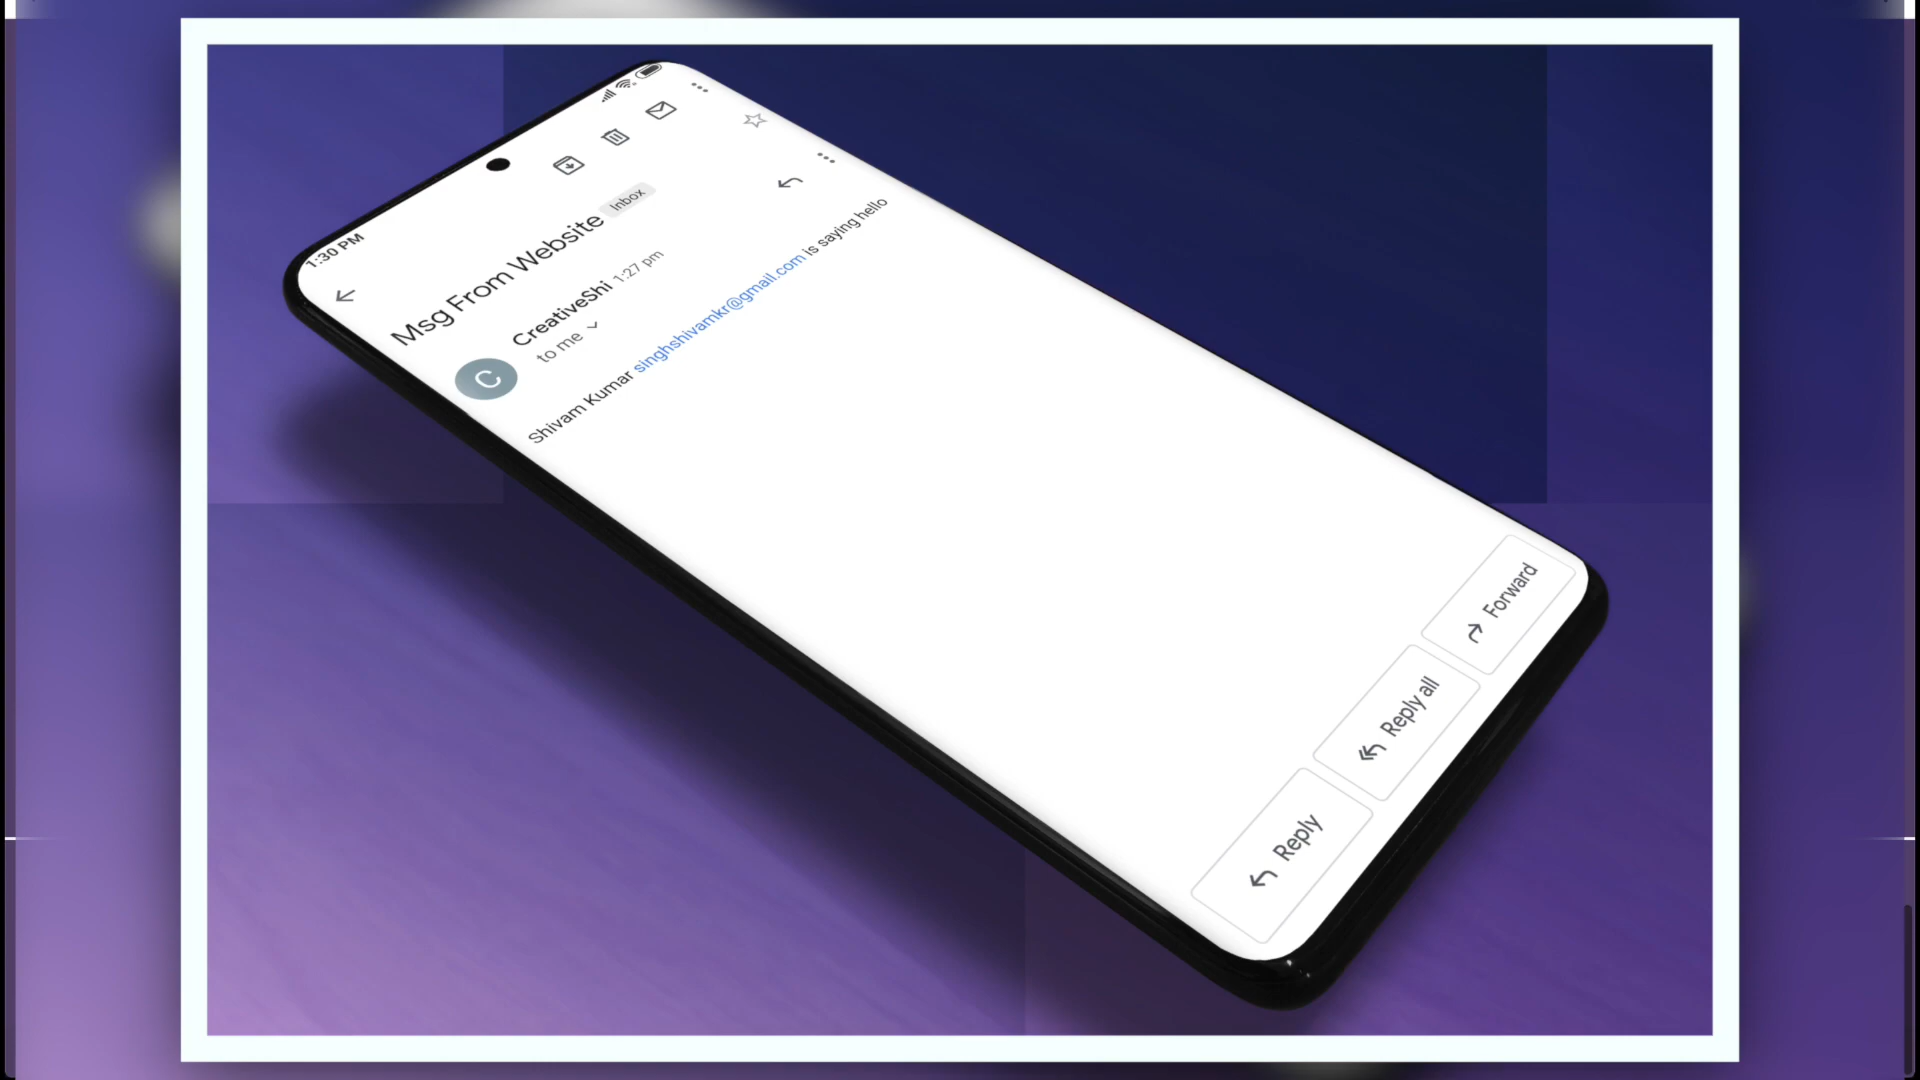 1:30 PM
Msg From Website Inbox
C
CreativeShi 1:27 pm
to me
Shivam Kumar singhshivamkr@gmail.com is saying hello
Reply
Reply all
Forward